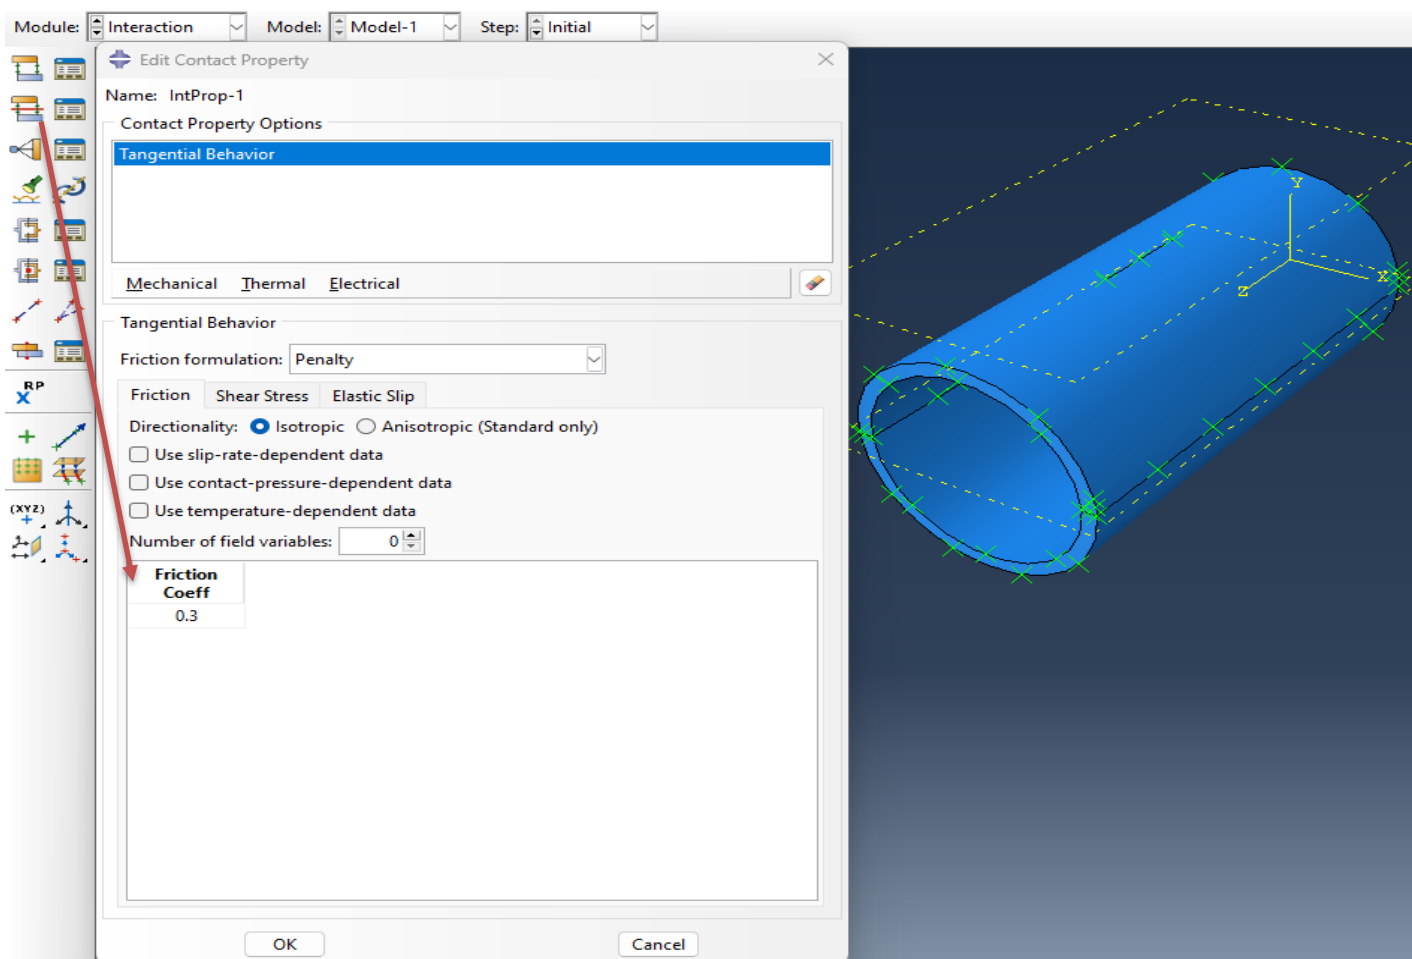 Module: Interaction Model: Model-1 Step: Initial
Edit Contact Property
Name: IntProp-1
Contact Property Options
Tangential Behavior
Mechanical Thermal Electrical
Tangential Behavior
Friction formulation: Penalty
Friction Shear Stress Elastic Slip
Directionality: Isotropic Anisotropic (Standard only)
Use slip-rate-dependent data
Use contact-pressure-dependent data
Use temperature-dependent data
Number of field variables: 0
Friction
Coeff
0.3
OK Cancel
RP
(XYZ)
Y
X
Z